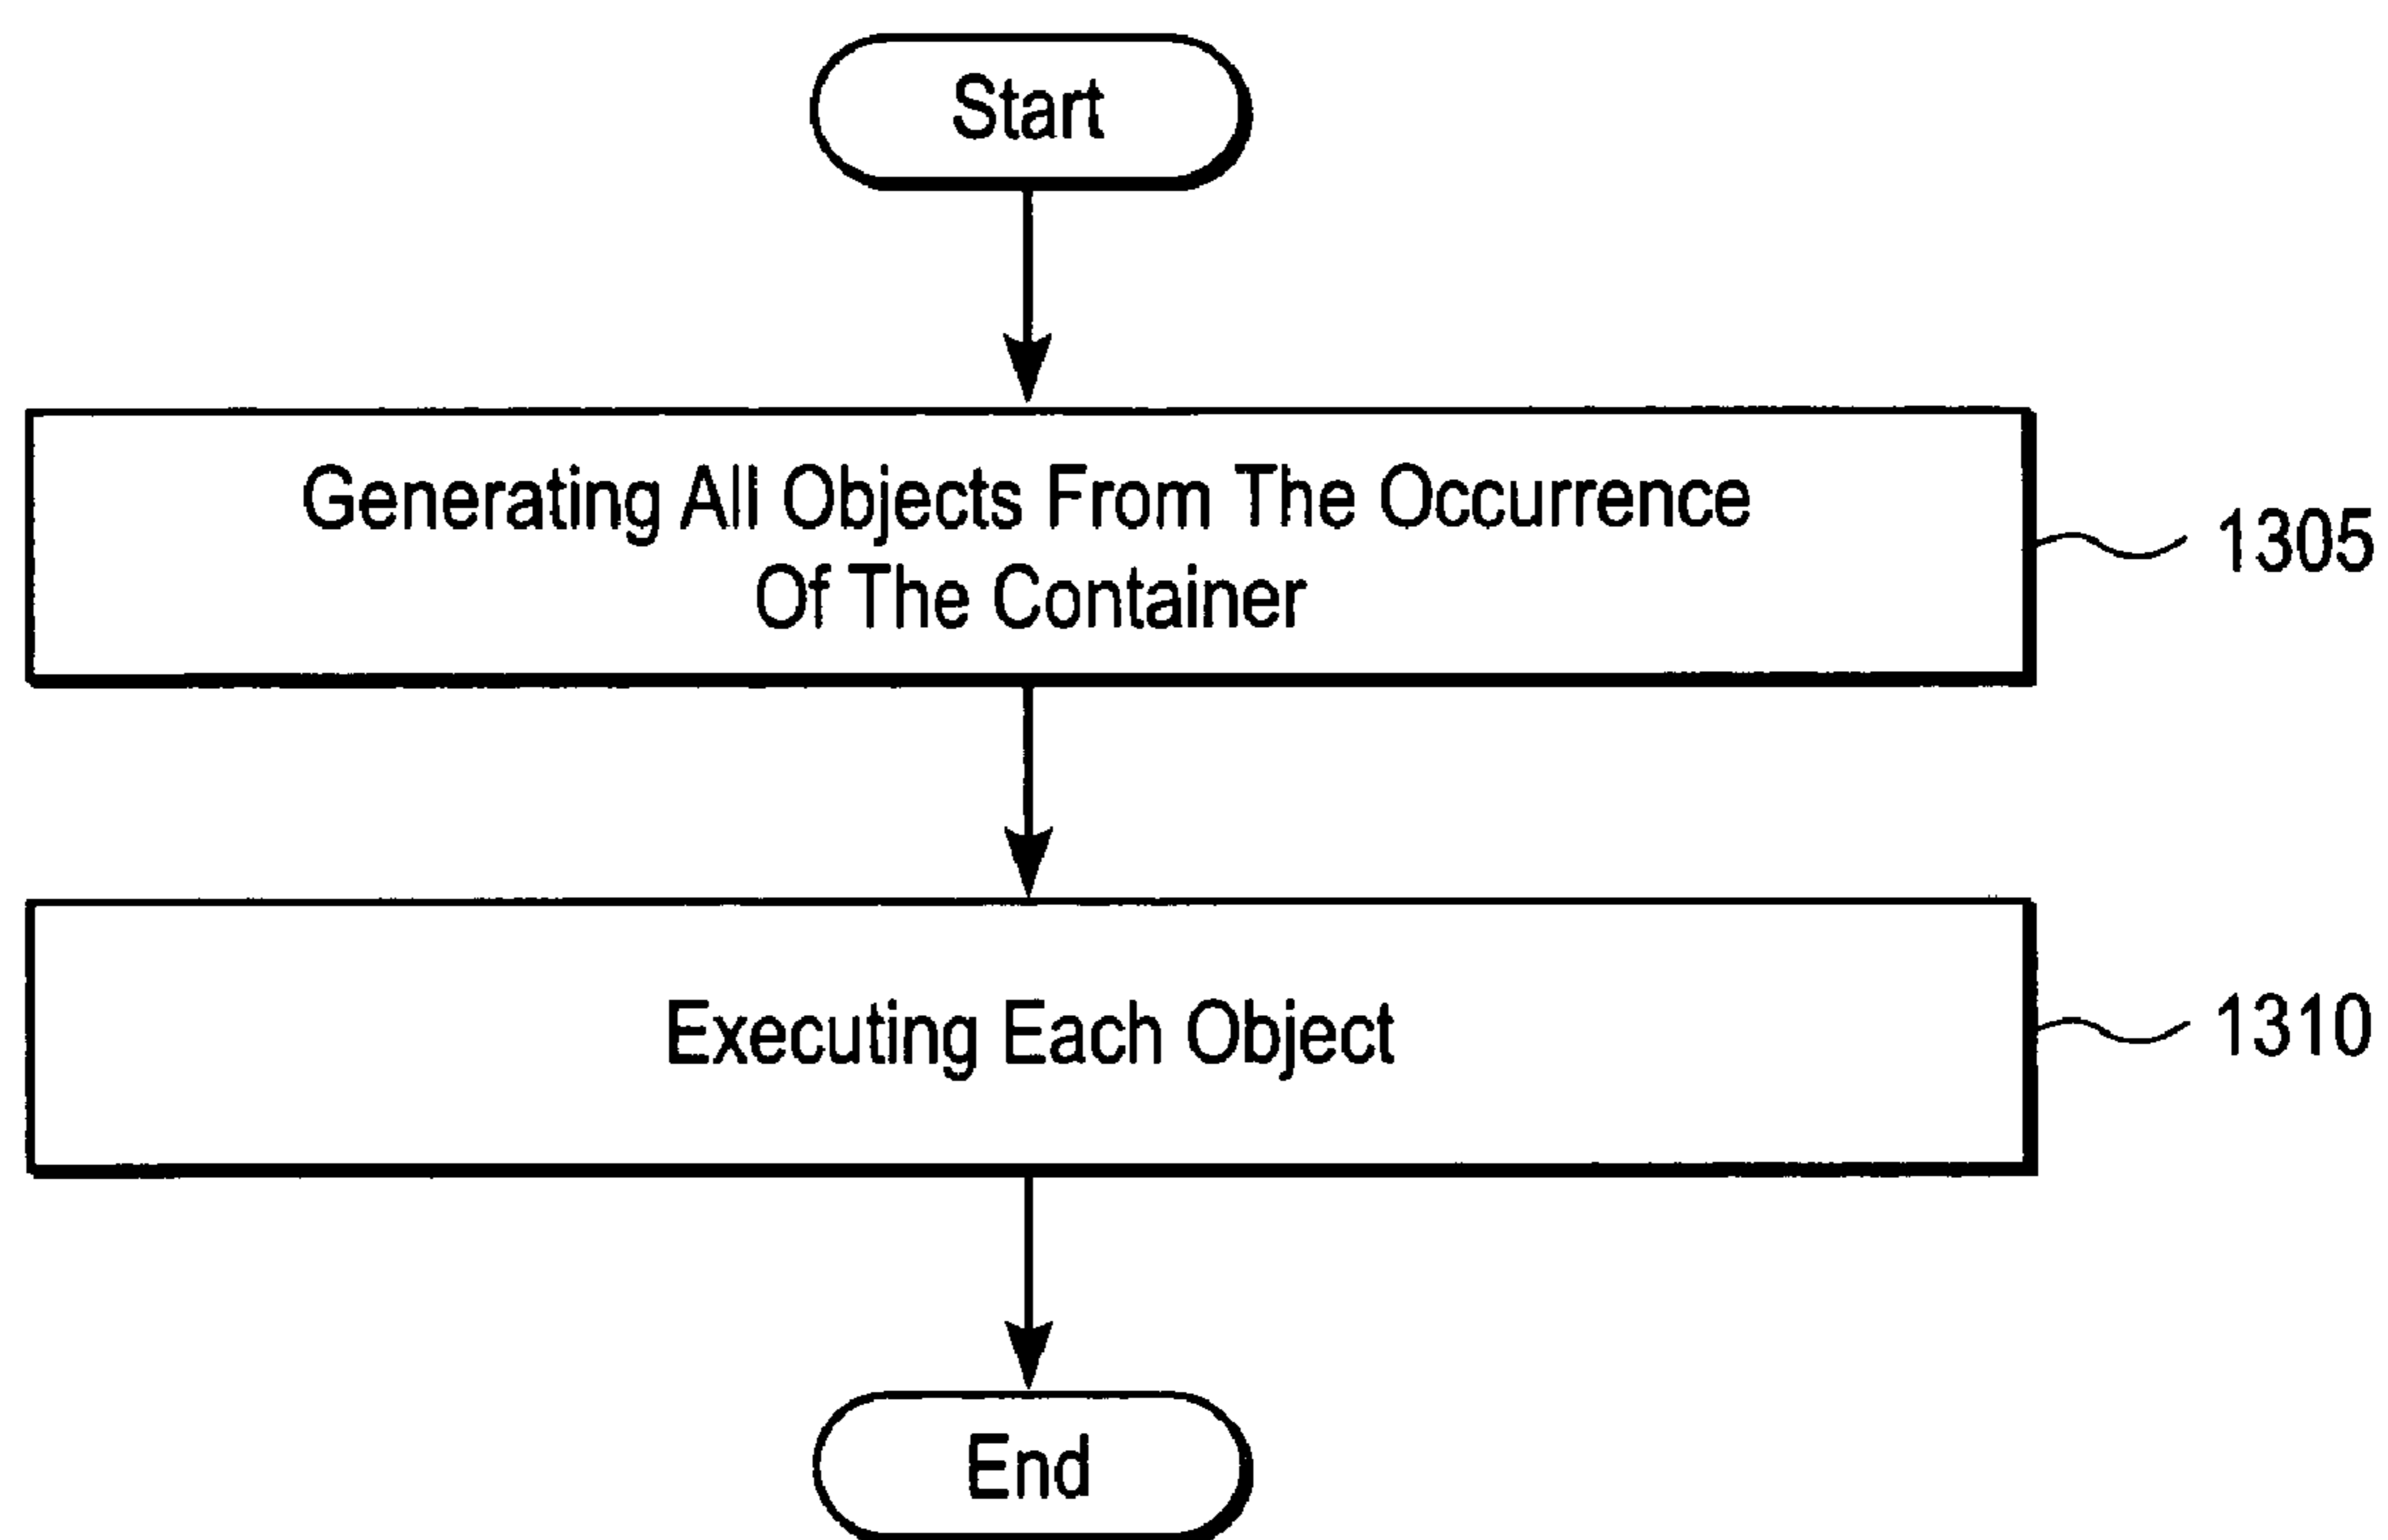 Start
Generating All Objects From The Occurrence
Of The Container
1305
Executing Each Object
1310
End